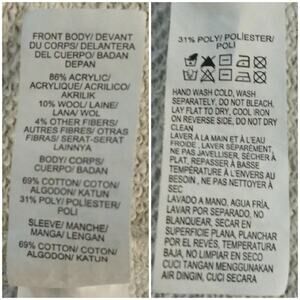 FRONT BODY/ DEVANT
DU CORPS/ DELANTERA
DEL CUERPO/ BADAN
DEPAN
86% ACRYLIC/
ACRYLIQUE/ ACRILICO/
AKRILIK
10% WOOL/ LAINE/
LANA/ WOL
4% OTHER FIBERS/
AUTRES FIBRES/ OTRAS
FIBRAS/ SERAT-SERAT
LAINNYA
BODY/ CORPS/
CUERPO/ BADAN
69% COTTON/ COTON/
ALGODON/ KATUN
31% POLY/ POLIESTER/
POLI
SLEEVE/ MANCHE/
MANGA/ LENGAN
69% COTTON/ COTON/
ALGODON/ KATUN
31% POLY/ POLIESTER/
POLI
HAND WASH COLD, WASH
SEPARATELY, DO NOT BLEACH.
LAY FLAT TO DRY, COOL IRON
ON REVERSE SIDE, DO NOT DRY
CLEAN
LAVER À LA MAIN ET À L'EAU
FROIDE , LAVER SÉPARÉMENT,
NE PAS JAVELLISER, SÉCHER À
PLAT, REPASSER À BASSE
TEMPÉRATURE À L'ENVERS AU
BESOIN , NE PAS NETTOYER À
SEC
LAVADO A MANO, AGUA FRÍA,
LAVAR POR SEPARADO, NO
BLANQUEAR, SECAR EN
SUPERFICIE PLANA, PLANCHAR
POR EL REVÉS, TEMPERATURA
BAJA, NO LIMPIAR EN SECO
CUCI TANGAN MENGGUNAKAN
AIR DINGIN, CUCI SECARA